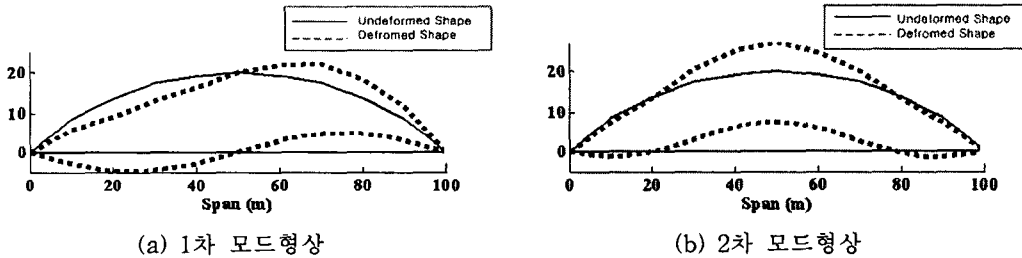 Undeformed Shape
Defromed Shape
20
10
0
0 20 40 60 80 100
Span (m)
(a) 1차 모드형상
Undeformed Shape
Defromed Shape
20
10
0
0 20 40 60 80 100
Span (m)
(b) 2차 모드형상